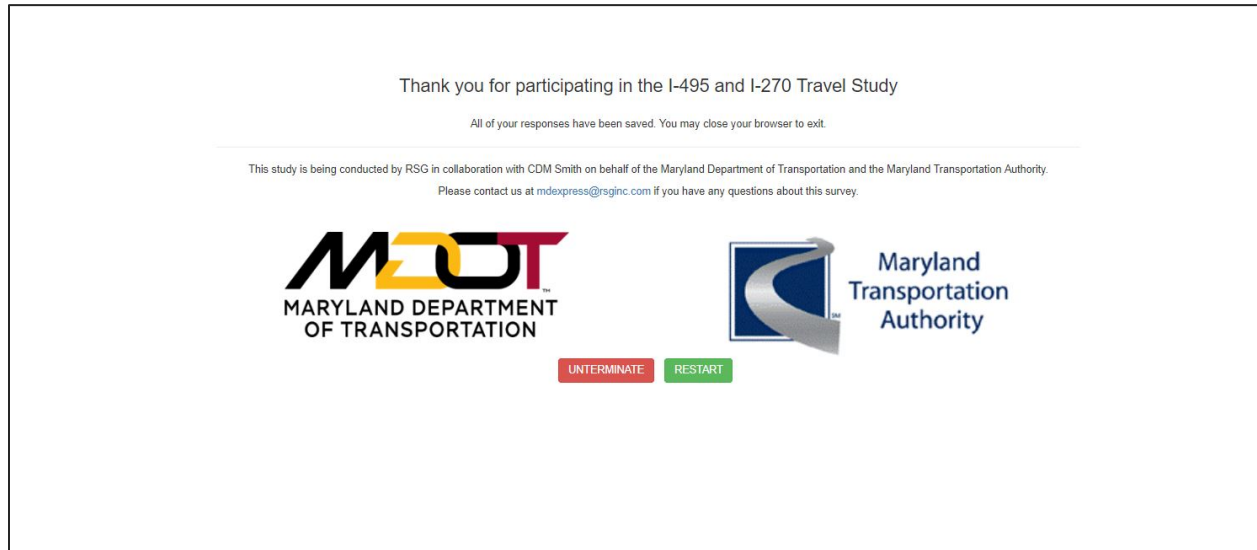 Thank you for participating in the I-495 and I-270 Travel Study
All of your responses have been saved. You may close your browser to exit.
This study is being conducted by RSG in collaboration with CDM Smith on behalf of the Maryland Department of Transportation and the Maryland Transportation Authority.
Please contact us at mdexpress@rsginc.com if you have any questions about this survey.
MDOT™
MARYLAND DEPARTMENT
OF TRANSPORTATION
Maryland
Transportation
Authority
SM
UNTERMINATE
RESTART